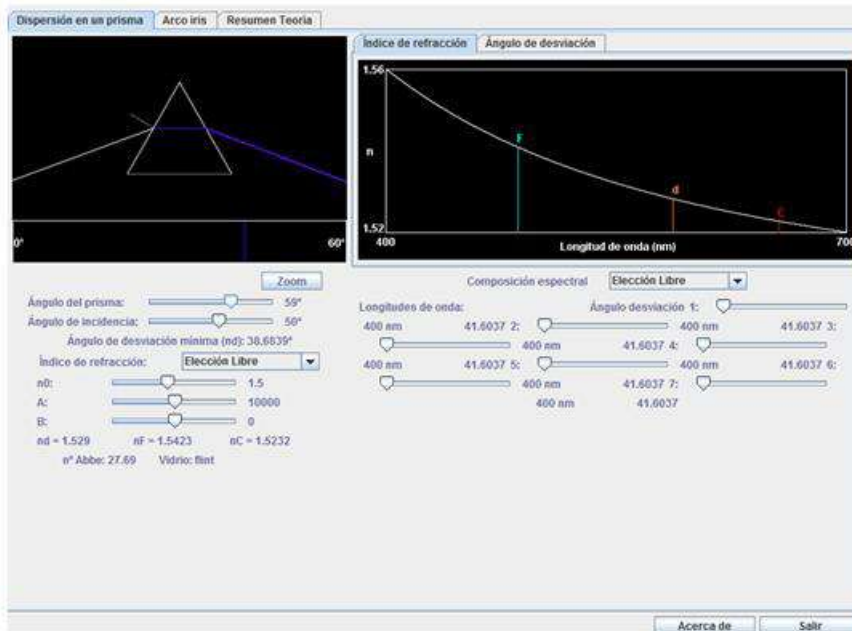 Dispersión en un prisma Arco iris Resumen Teoria
Índice de refracción Ángulo de desviación
1.56
F
n
d
C
1.52
400 Longitud de onda (nm) 700
0° 60°
Zoom
Ángulo del prisma: 59°
Ángulo de incidencia: 50°
Ángulo de desviación mínima (nd): 38.6839°
Índice de refracción: Elección Libre
n0: 1.5
A: 10000
B: 0
nd = 1.529 nF = 1.5423 nC = 1.5232
nº Abbe: 27.69 Vidrio: flint
Composición espectral Elección Libre
Longitudes de onda: Ángulo desviación 1:
400 nm 41.6037 2: 400 nm 41.6037 3:
400 nm 41.6037 4:
400 nm 41.6037 5: 400 nm 41.6037 6:
400 nm 41.6037 7:
400 nm 41.6037
Acerca de Salir